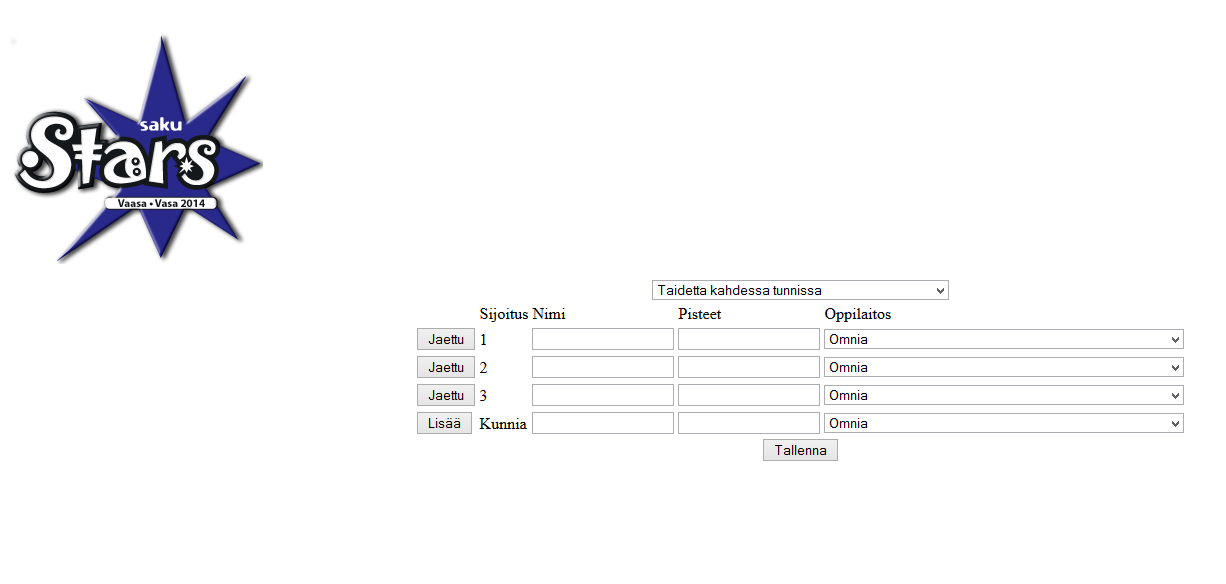 saku
Stars
Vaasa • Vasa 2014
Taidetta kahdessa tunnissa
Sijoitus Nimi Pisteet Oppilaitos
Jaettu 1 Omnia
Jaettu 2 Omnia
Jaettu 3 Omnia
Lisää Kunnia Omnia
Tallenna